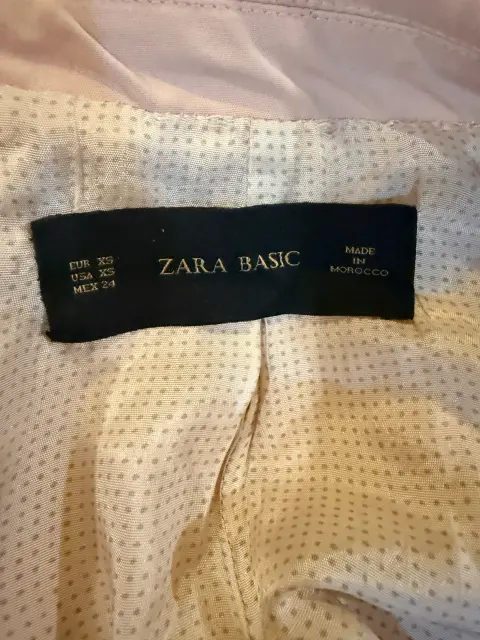 EUR XS
USA XS
MEX 24
ZARA BASIC
MADE
IN
MOROCCO